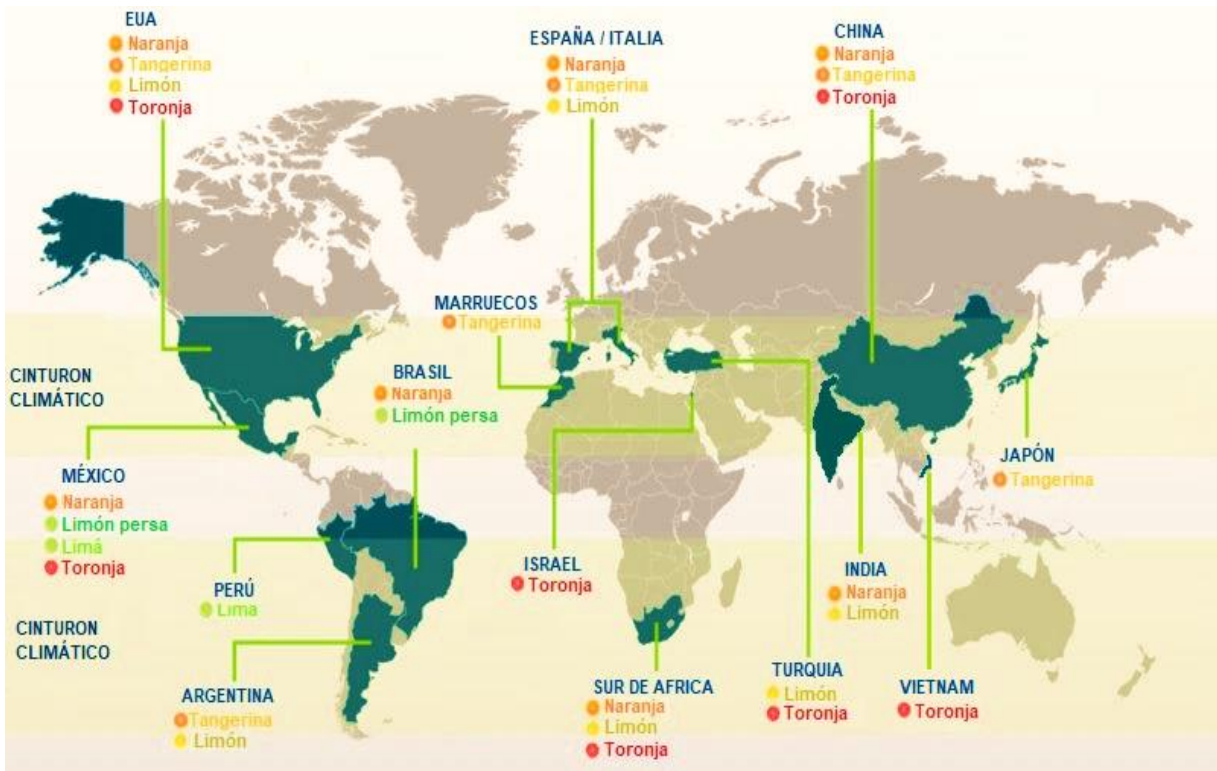 EUA
Naranja
Tangerina
Limón
Toronja
ESPAÑA / ITALIA
Naranja
Tangerina
Limón
CHINA
Naranja
Tangerina
Toronja
MARRUECOS
Tangerina
BRASIL
Naranja
Limón persa
CINTURON
CLIMÁTICO
MÉXICO
Naranja
Limón persa
Limá
Toronja
JAPÓN
Tangerina
PERÚ
Lima
ISRAEL
Toronja
INDIA
Naranja
Limón
CINTURON
CLIMÁTICO
ARGENTINA
Tangerina
Limón
SUR DE AFRICA
Naranja
Limón
Toronja
TURQUIA
Limón
Toronja
VIETNAM
Toronja